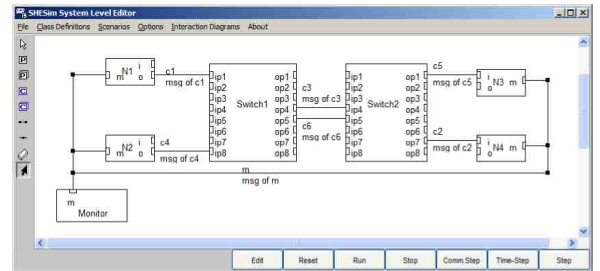 SHESim System Level Editor
File Class Definitions Scenarios Options Interaction Diagrams About
N1 i o m
c1
msg of c1
N2 i o m
c4
msg of c4
ip1 op1
ip2 op2
ip3 op3
ip4 op4
Switch1
ip5 op5
ip6 op6
ip7 op7
ip8 op8
c3
msg of c3
c6
msg of c6
ip1 op1
ip2 op2
ip3 op3
ip4 op4
Switch2
ip5 op5
ip6 op6
ip7 op7
ip8 op8
c5
msg of c5
i o N3 m
c2
msg of c2
i o N4 m
m
msg of m
m
Monitor
P
P
C
C
Edit Reset Run Stop Comm.Step Time-Step Step